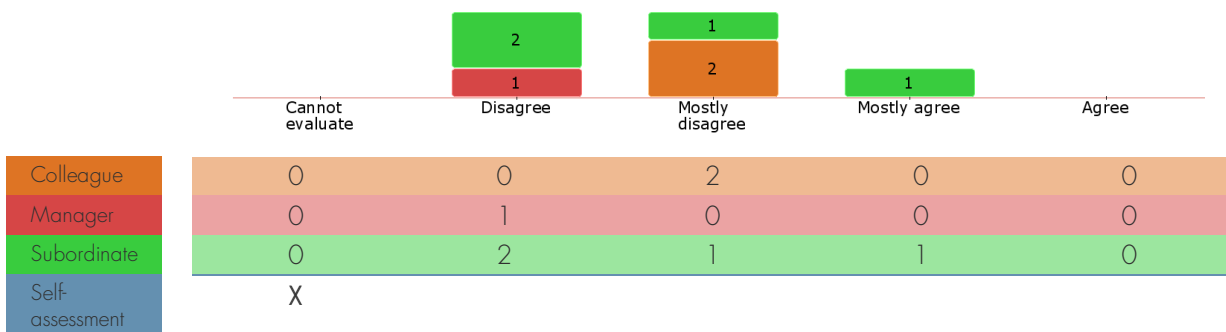 2
1
1
2
1
Cannot
evaluate
Disagree
Mostly
disagree
Mostly agree
Agree
Colleague 0 0 2 0 0
Manager 0 1 0 0 0
Subordinate 0 2 1 1 0
Self-
assessment
X